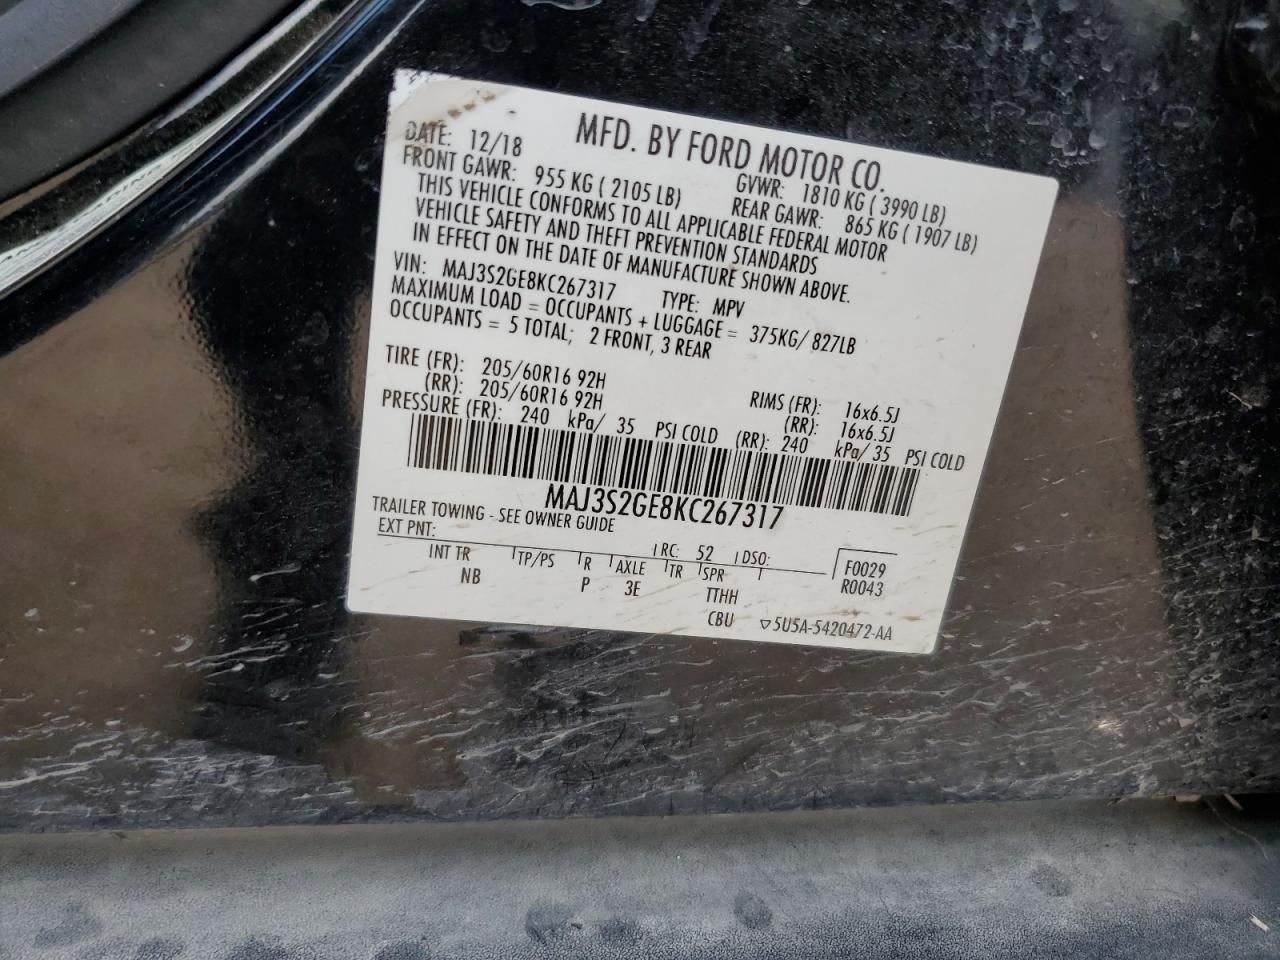 MFD. BY FORD MOTOR CO.
DATE: 12/18 GVWR: 1810 KG ( 3990 LB)
FRONT GAWR: 955 KG ( 2105 LB) REAR GAWR: 865 KG ( 1907 LB)
THIS VEHICLE CONFORMS TO ALL APPLICABLE FEDERAL MOTOR
VEHICLE SAFETY AND THEFT PREVENTION STANDARDS
IN EFFECT ON THE DATE OF MANUFACTURE SHOWN ABOVE.
VIN: MAJ3S2GE8KC267317 TYPE: MPV
MAXIMUM LOAD = OCCUPANTS + LUGGAGE = 375KG/ 827LB
OCCUPANTS = 5 TOTAL; 2 FRONT, 3 REAR
TIRE (FR): 205/60R16 92H RIMS (FR): 16x6.5J
(RR): 205/60R16 92H (RR): 16x6.5J
PRESSURE (FR): 240 kPa/ 35 PSI COLD (RR): 240 kPa/ 35 PSI COLD
MAJ3S2GE8KC267317
TRAILER TOWING - SEE OWNER GUIDE
EXT PNT: RC: 52 DSO: F0029
INT TR TP/PS R AXLE TR SPR R0043
NB P 3E TTHH
CBU ▽5U5A-5420472-AA